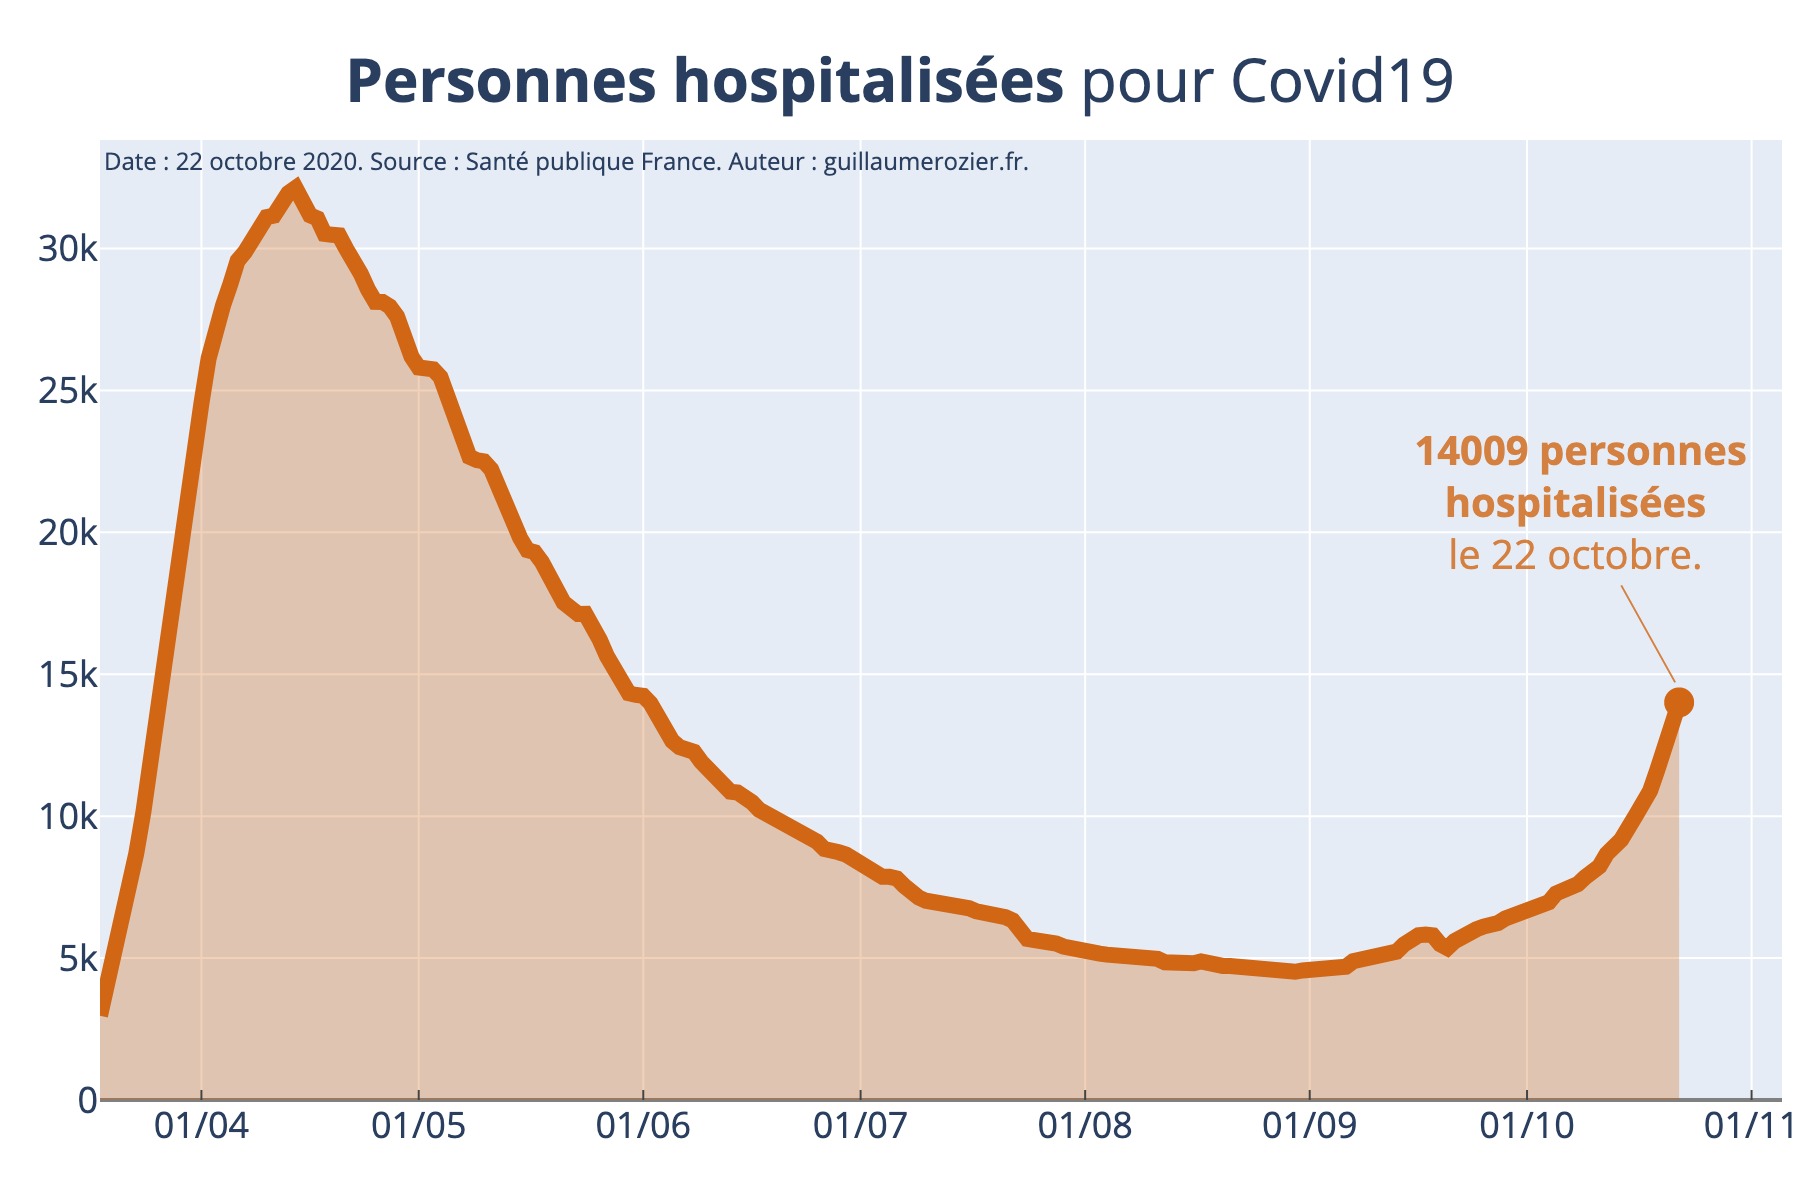 Personnes hospitalisées pour Covid19
Date : 22 octobre 2020. Source : Santé publique France. Auteur : guillaumerozier.fr.
30k
25k
14009 personnes
hospitalisées
20k
le 22 octobre.
15k
10k
5k
0
01/04 01/05 01/06 01/07 01/08 01/09 01/10 01/11